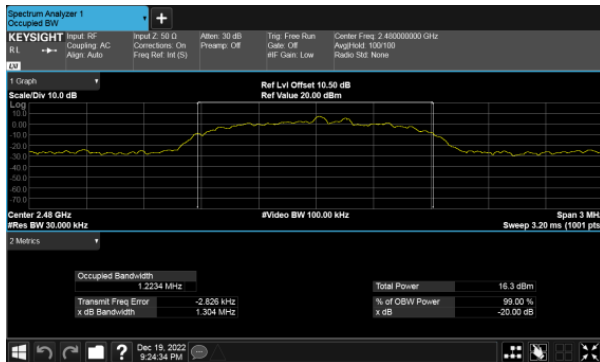 Spectrum Analyzer 1
Occupied BW
KEYSIGHT
R L
Input: RF
Coupling: AC
Align: Auto
Input Z: 50 Ω
Corrections: On
Freq Ref: Int (S)
Atten: 30 dB
Preamp: Off
Trig: Free Run
Gate: Off
#IF Gain: Low
Center Freq: 2.480000000 GHz
Avg|Hold: 100/100
Radio Std: None
1 Graph
Scale/Div 10.0 dB
Ref Lvl Offset 10.50 dB
Ref Value 20.00 dBm
Log
10.0
0.00
-10.0
-20.0
-30.0
-40.0
-50.0
-60.0
-70.0
Center 2.48 GHz
#Res BW 30.000 kHz
#Video BW 100.00 kHz
Span 3 MHz
Sweep 3.20 ms (1001 pts)
2 Metrics
Occupied Bandwidth
1.2234 MHz
Total Power 16.3 dBm
Transmit Freq Error -2.826 kHz
% of OBW Power 99.00 %
x dB Bandwidth 1.304 MHz
x dB -20.00 dB
Dec 19, 2022
9:24:34 PM